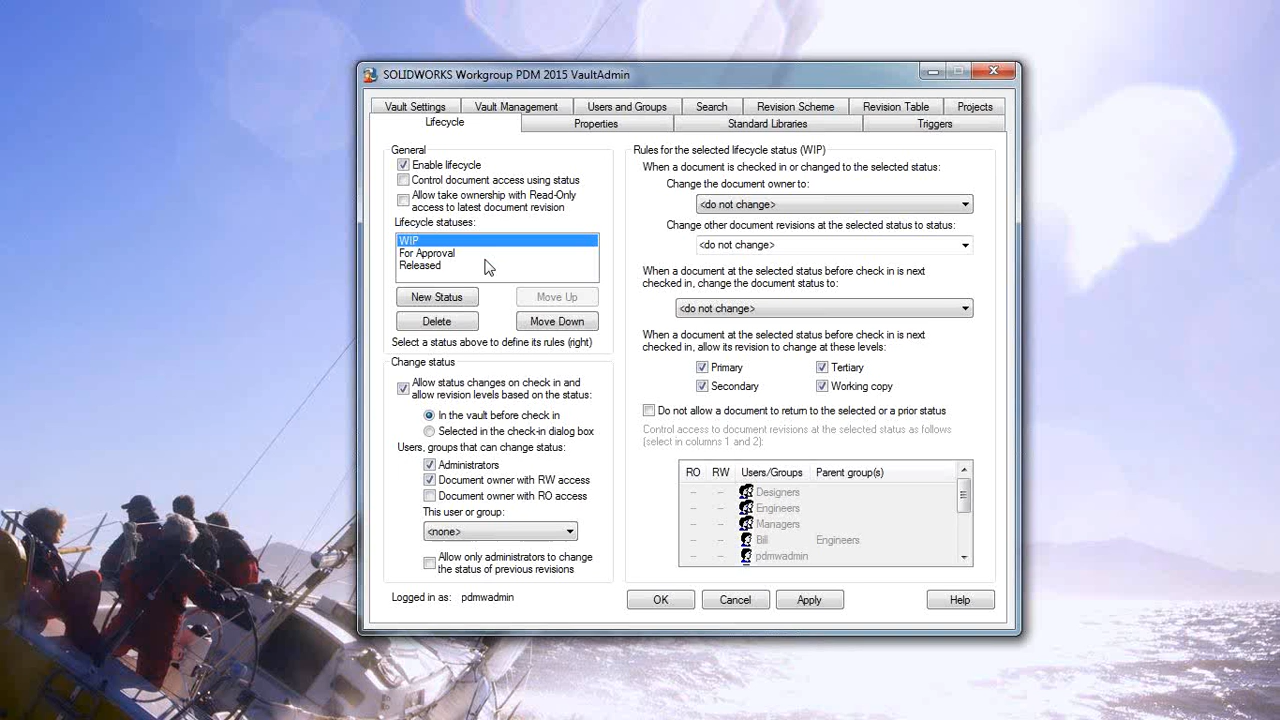 SOLIDWORKS Workgroup PDM 2015 VaultAdmin
Vault Settings
Vault Management
Users and Groups
Search
Revision Scheme
Revision Table
Projects
Lifecycle
Properties
Standard Libraries
Triggers
General
Enable lifecycle
Control document access using status
Allow take ownership with Read-Only
access to latest document revision
Lifecycle statuses:
WIP
For Approval
Released
New Status
Move Up
Delete
Move Down
Select a status above to define its rules (right)
Change status
Allow status changes on check in and
allow revision levels based on the status:
In the vault before check in
Selected in the check-in dialog box
Users, groups that can change status:
Administrators
Document owner with RW access
Document owner with RO access
This user or group:
<none>
Allow only administrators to change
the status of previous revisions
Rules for the selected lifecycle status (WIP)
When a document is checked in or changed to the selected status:
Change the document owner to:
<do not change>
Change other document revisions at the selected status to status:
<do not change>
When a document at the selected status before check in is next
checked in, change the document status to:
<do not change>
When a document at the selected status before check in is next
checked in, allow its revision to change at these levels:
Primary
Tertiary
Secondary
Working copy
Do not allow a document to return to the selected or a prior status
Control access to document revisions at the selected status as follows
(select in columns 1 and 2):
RO RW Users/Groups Parent group(s)
-- -- Designers
-- -- Engineers
-- -- Managers
-- -- Bill Engineers
-- -- pdmwadmin
Logged in as: pdmwadmin
OK
Cancel
Apply
Help